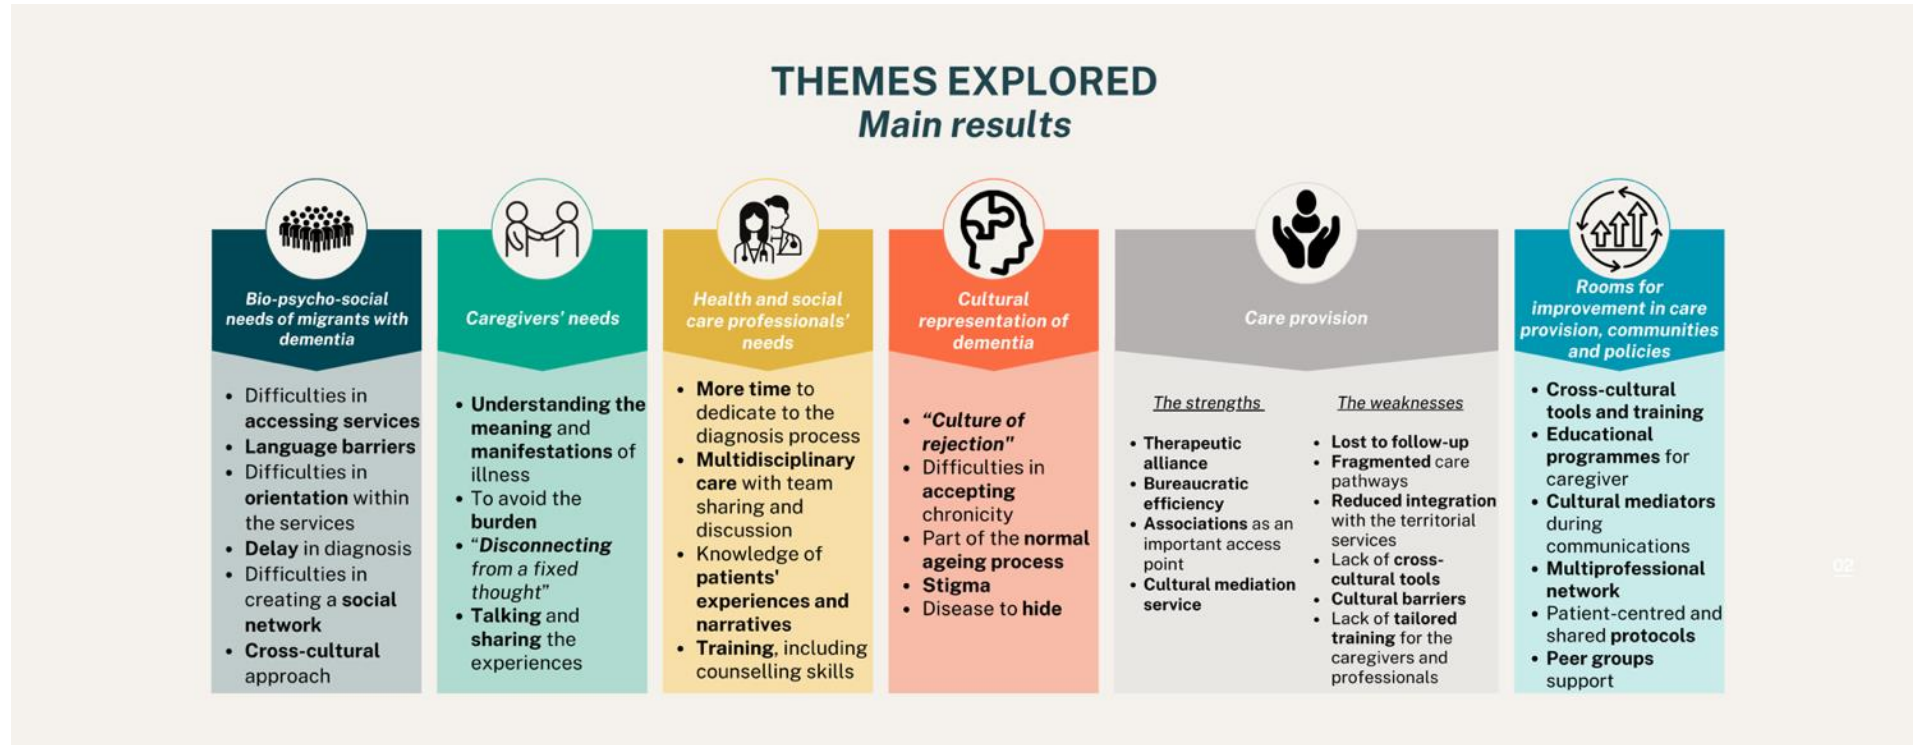 THEMES EXPLORED
Main results
Bio-psycho-social
needs of migrants with
dementia
• Difficulties in
accessing services
• Language barriers
• Difficulties in
orientation within
the services
• Delay in diagnosis
• Difficulties in
creating a social
network
• Cross-cultural
approach
Caregivers' needs
• Understanding the
meaning and
manifestations of
illness
• To avoid the
burden
• “Disconnecting
from a fixed
thought”
• Talking and
sharing the
experiences
Health and social
care professionals'
needs
• More time to
dedicate to the
diagnosis process
• Multidisciplinary
care with team
sharing and
discussion
• Knowledge of
patients'
experiences and
narratives
• Training, including
counselling skills
Cultural
representation of
dementia
• “Culture of
rejection"
• Difficulties in
accepting
chronicity
• Part of the normal
ageing process
• Stigma
• Disease to hide
Care provision
The strengths
• Therapeutic
alliance
• Bureaucratic
efficiency
• Associations as an
important access
point
• Cultural mediation
service
The weaknesses
• Lost to follow-up
• Fragmented care
pathways
• Reduced integration
with the territorial
services
• Lack of cross-
cultural tools
• Cultural barriers
• Lack of tailored
training for the
caregivers and
professionals
Rooms for
improvement in care
provision, communities
and policies
• Cross-cultural
tools and training
• Educational
programmes for
caregiver
• Cultural mediators
during
communications
• Multiprofessional
network
• Patient-centred and
shared protocols
• Peer groups
support
02